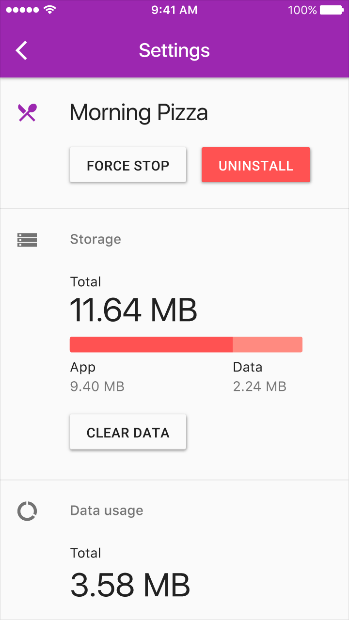 9:41 AM 100%
Settings
Morning Pizza
FORCE STOP UNINSTALL
Storage
Total
11.64 MB
App Data
9.40 MB 2.24 MB
CLEAR DATA
Data usage
Total
3.58 MB